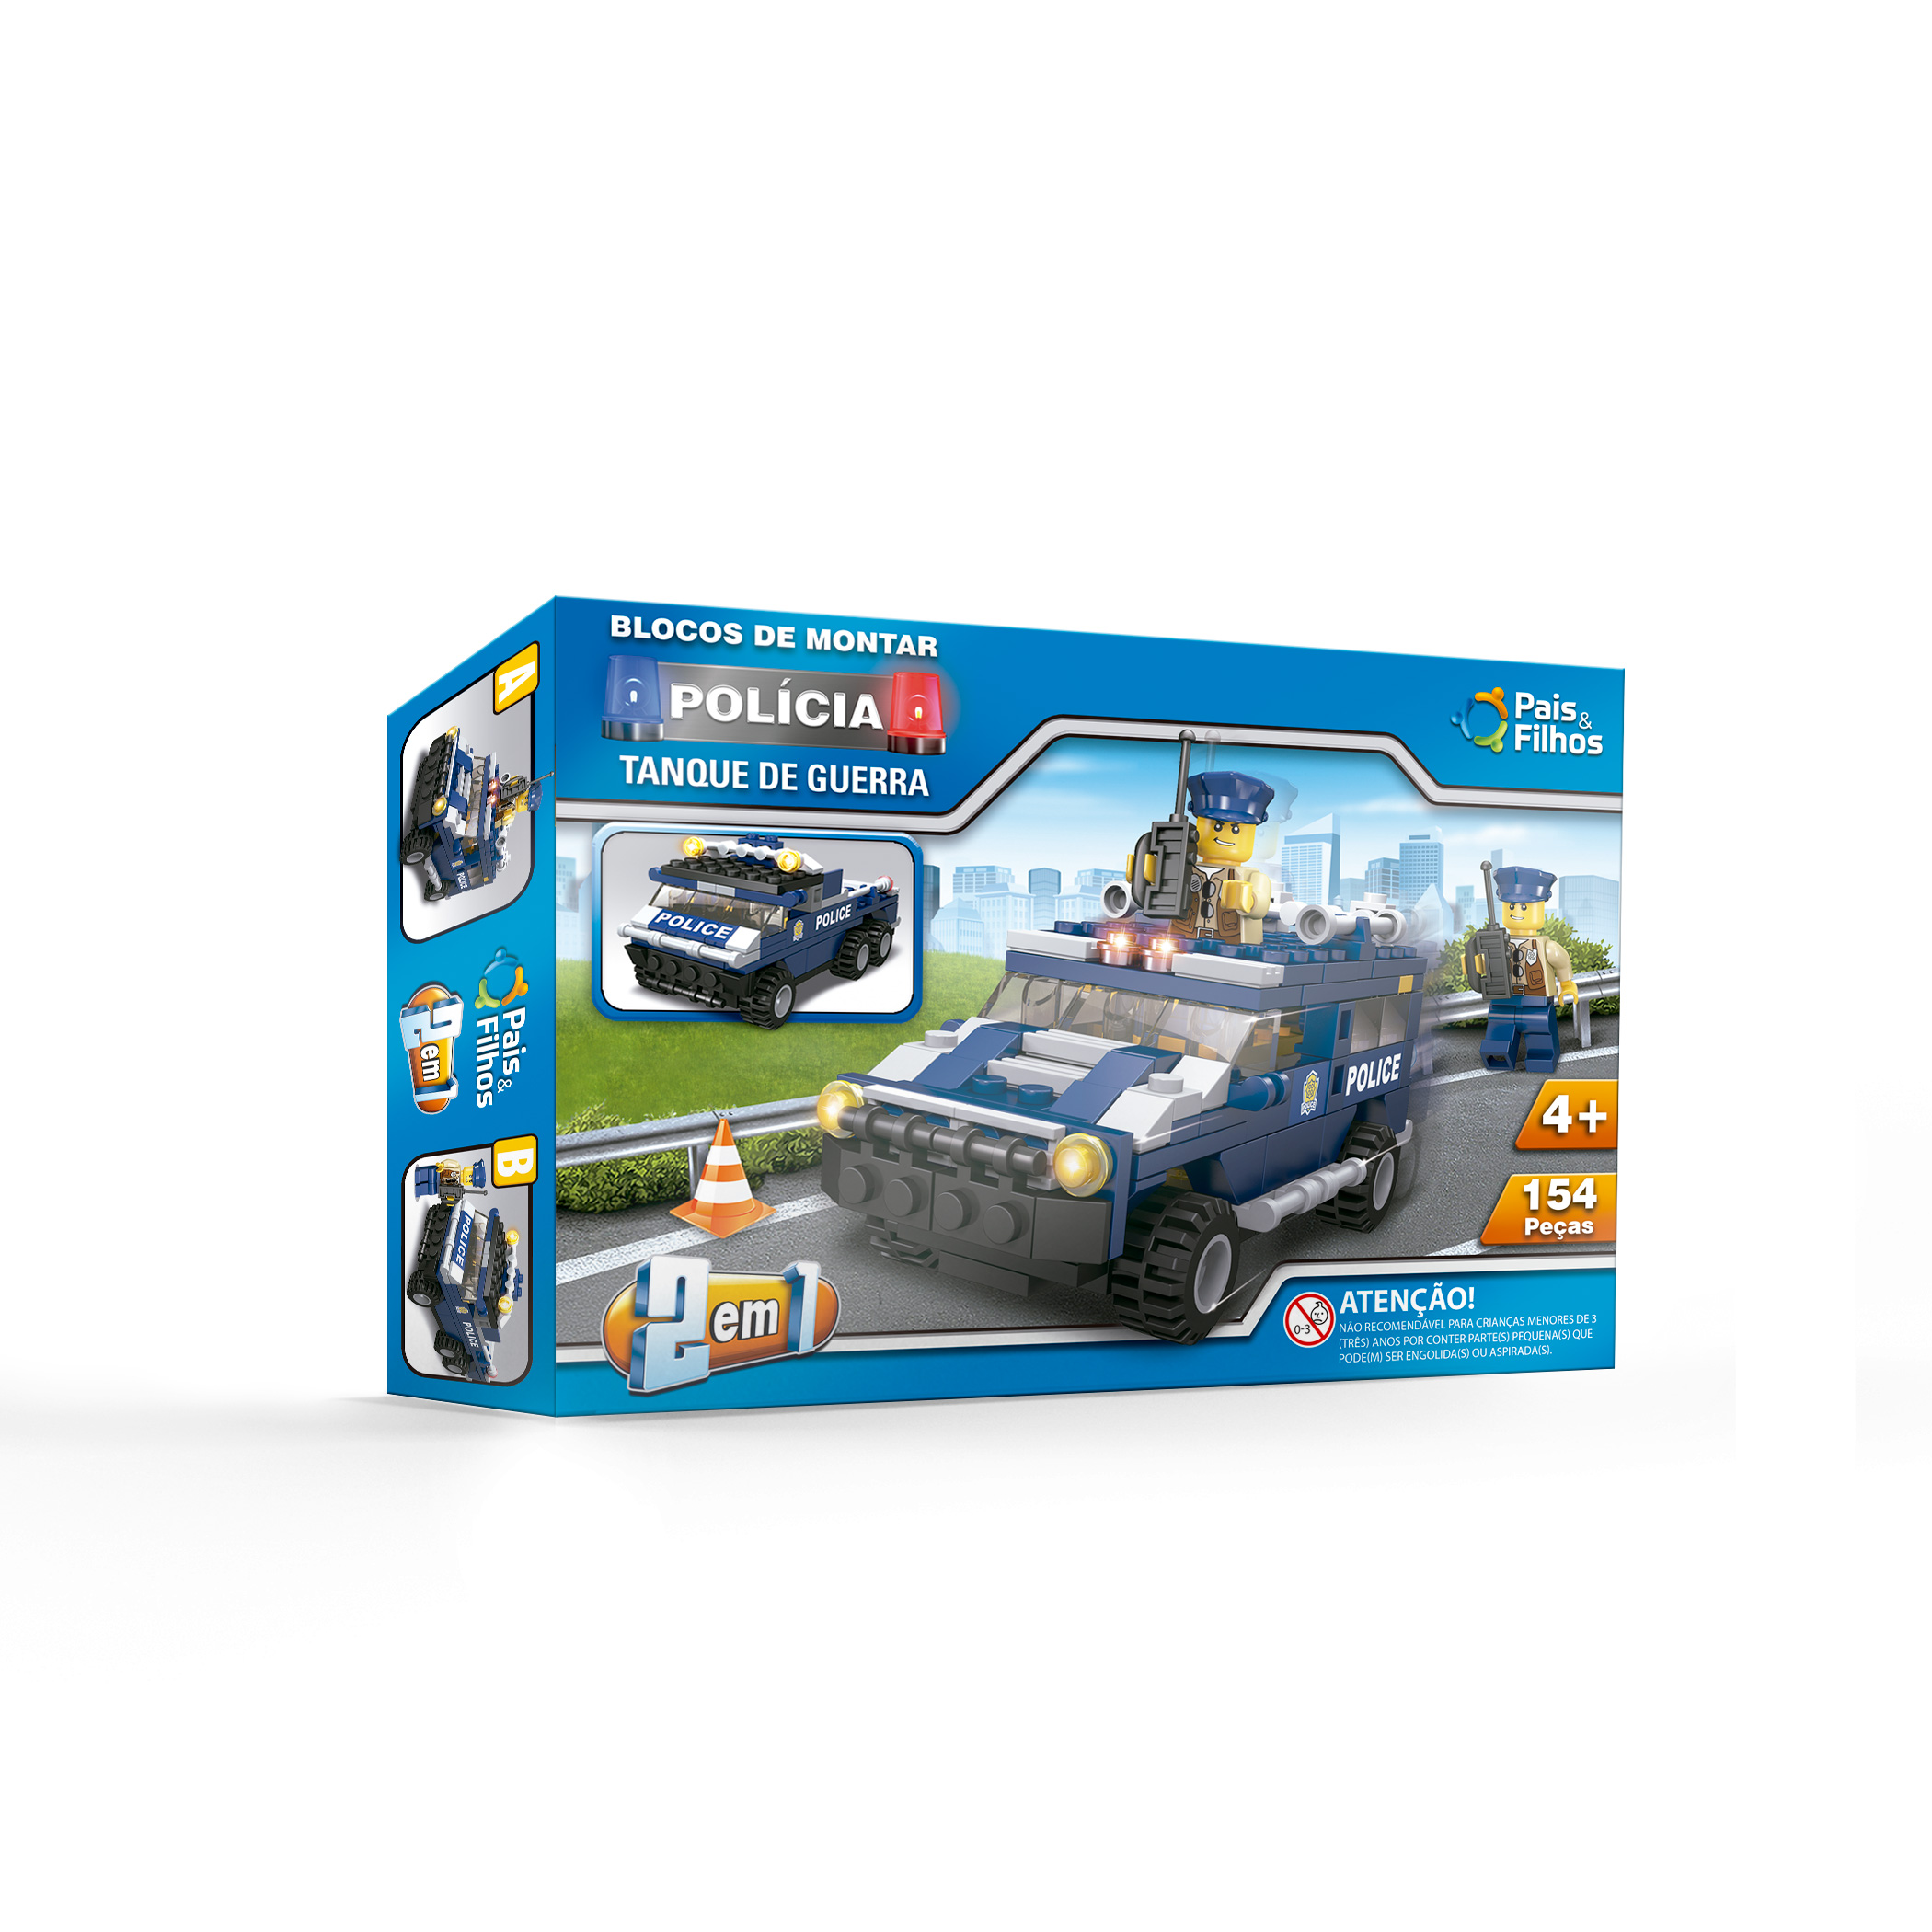 BLOCOS DE MONTAR
POLÍCIA
TANQUE DE GUERRA
Pais &
Filhos
POLICE
POLICE
POLICE
4+
154
Peças
2 em 1
ATENÇÃO!
0-3
NÃO RECOMENDÁVEL PARA CRIANÇAS MENORES DE 3
(TRÊS) ANOS POR CONTER PARTE(S) PEQUENA(S) QUE
PODE(M) SER ENGOLIDA(S) OU ASPIRADA(S).
A
POLICE
Pais &
Filhos
2 em 1
B
POLICE
POLICE